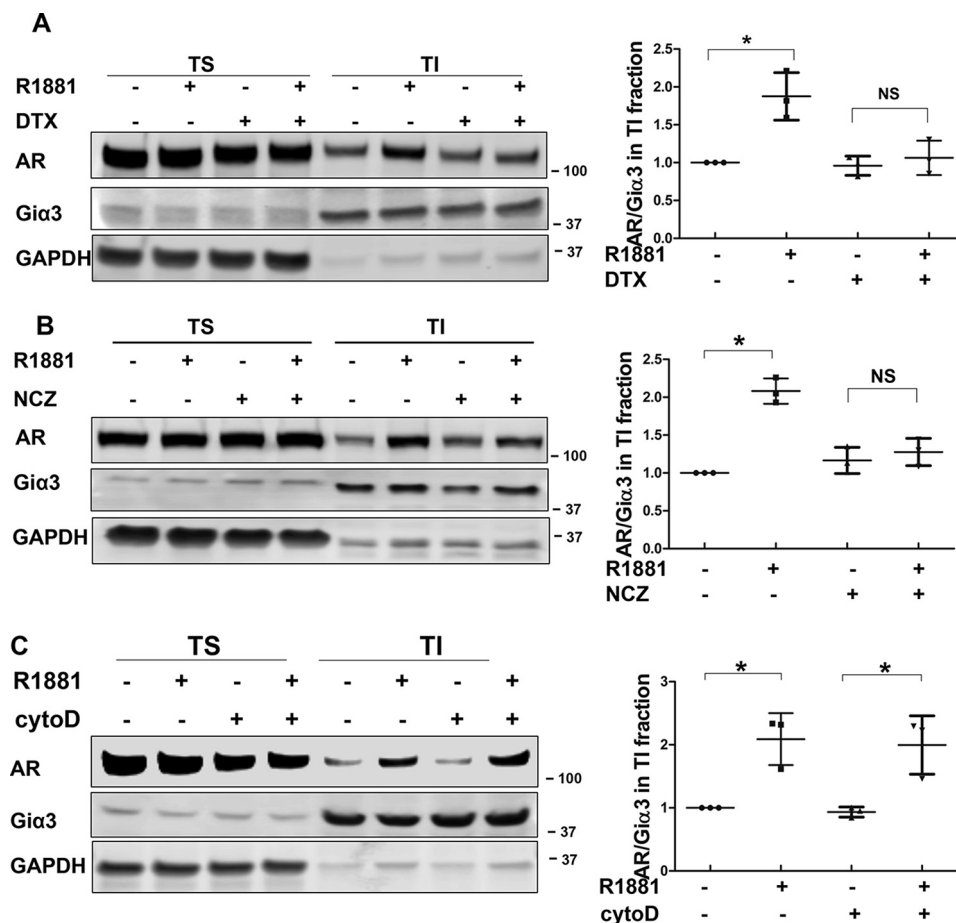 A
TS TI
R1881 - + - + - + - +
DTX - - + + - - + +
AR
- 100
Giα3
- 37
GAPDH
- 37
AR/Giα3 in TI fraction
2.5
2.0
1.5
1.0
0.5
0.0
*
NS
R1881 - + - +
DTX - - + +
B
TS TI
R1881 - + - + - + - +
NCZ - - + + - - + +
AR
- 100
Giα3
- 37
GAPDH
- 37
AR/Giα3 in TI fraction
2.5
2.0
1.5
1.0
0.5
0.0
*
NS
R1881 - + - +
NCZ - - + +
C
TS TI
R1881 - + - + - + - +
cytoD - - + + - - + +
AR
- 100
Giα3
- 37
GAPDH
- 37
AR/Giα3 in TI fraction
3
2
1
0
*
*
R1881 - + - +
cytoD - - + +